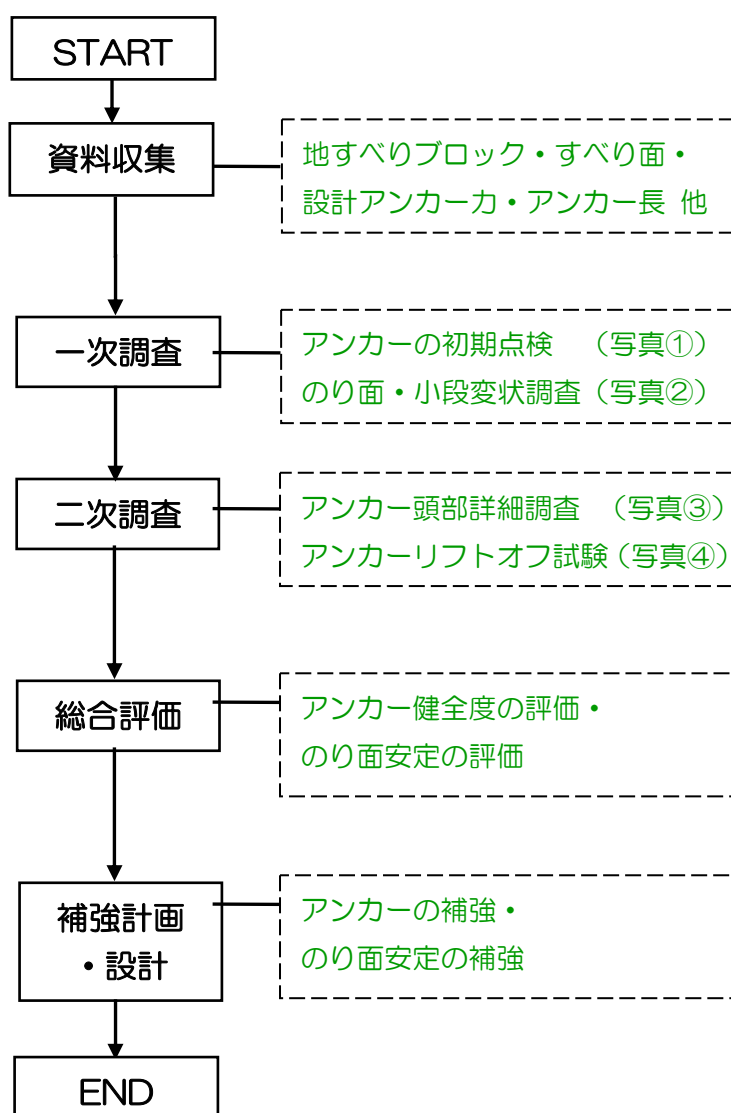 START
資料収集
地すべりブロック・すべり面・
設計アンカー力・アンカー長 他
一次調査
アンカーの初期点検 （写真①）
のり面・小段変状調査（写真②）
二次調査
アンカー頭部詳細調査 （写真③）
アンカーリフトオフ試験（写真④）
総合評価
アンカー健全度の評価・
のり面安定の評価
補強計画
・設計
アンカーの補強・
のり面安定の補強
END